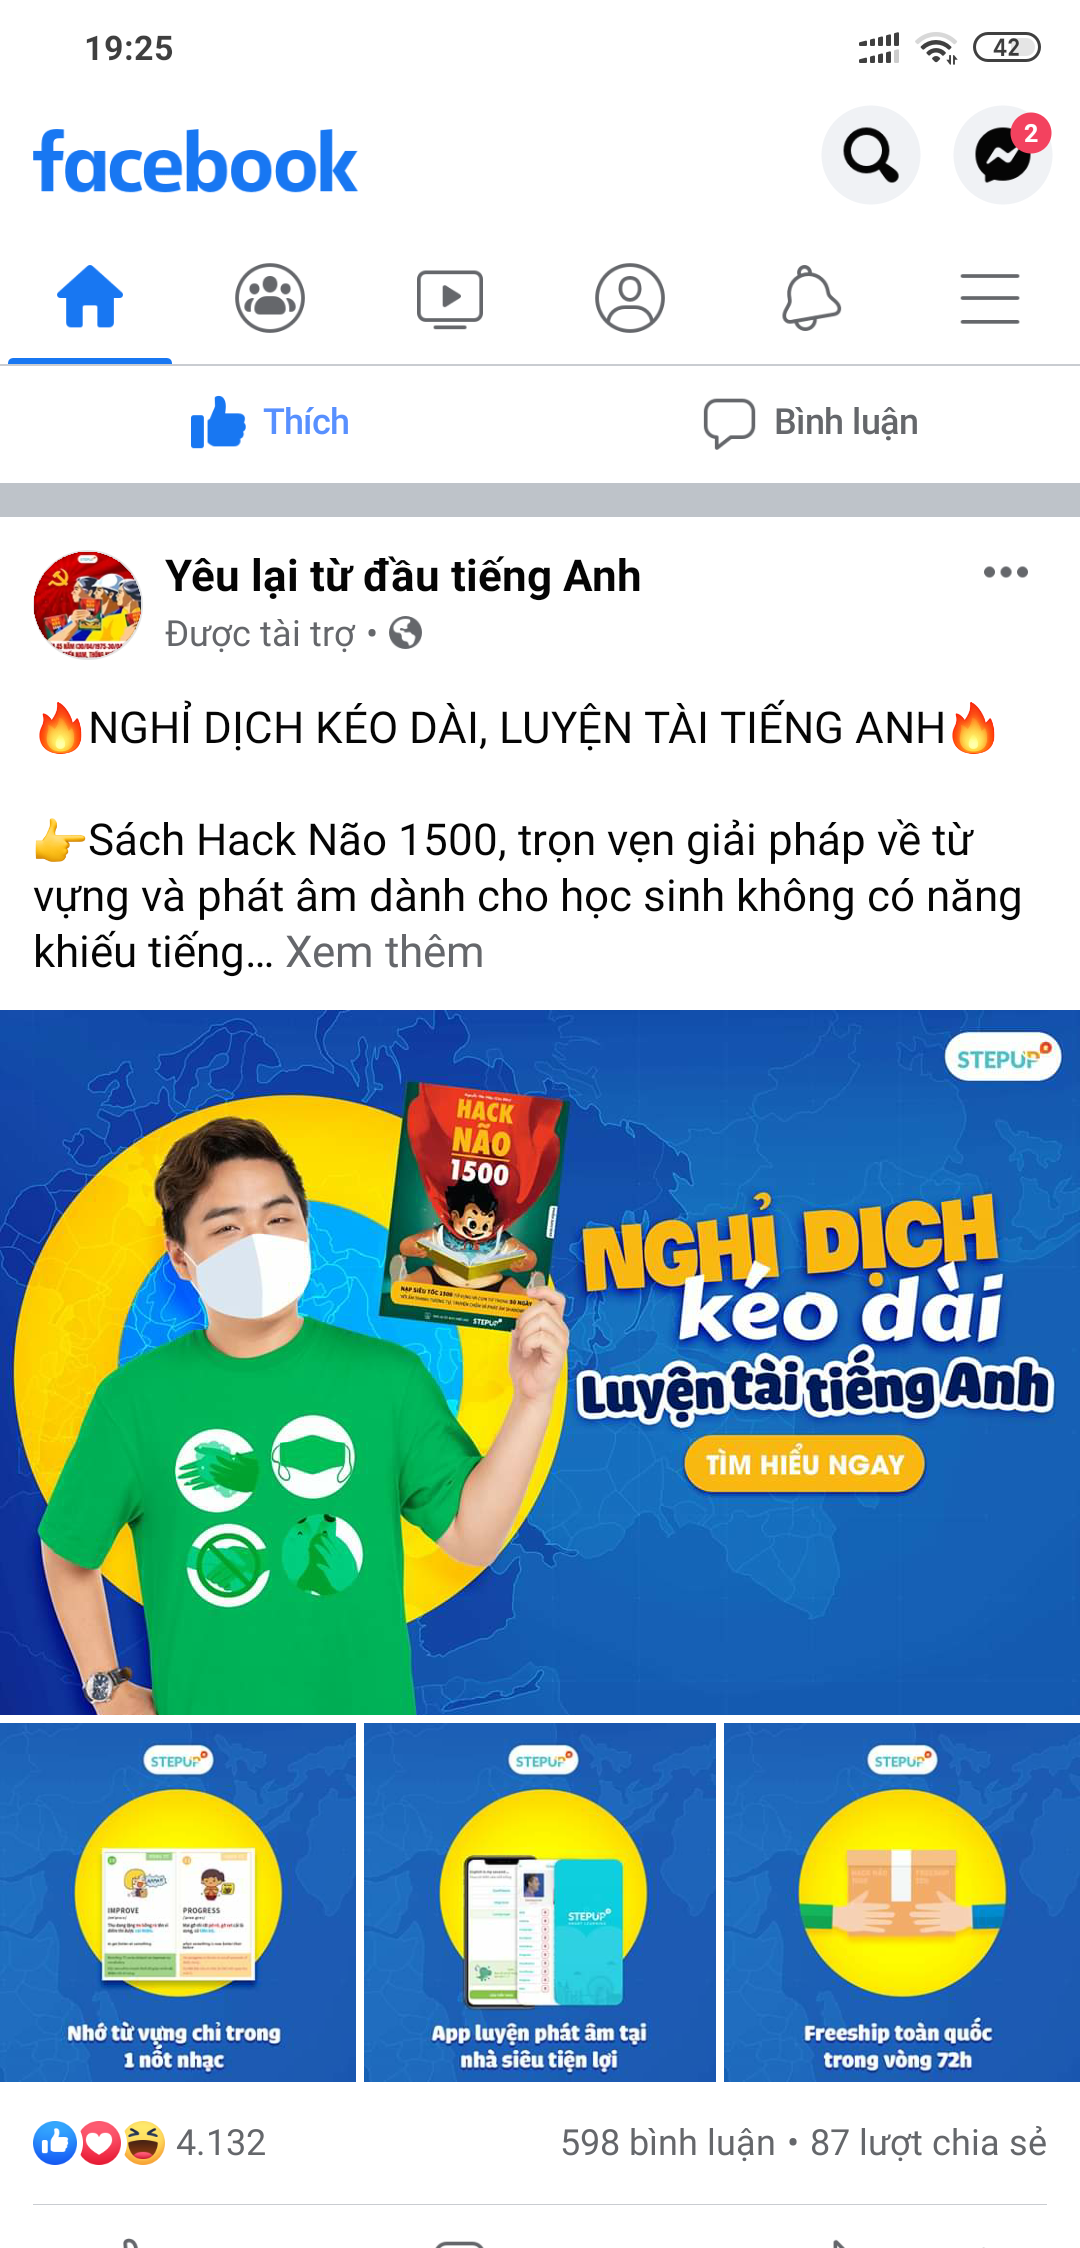 19:25
42
facebook
2
Thích
Bình luận
Yêu lại từ đầu tiếng Anh
Được tài trợ •
🔥NGHỈ DỊCH KÉO DÀI, LUYỆN TÀI TIẾNG ANH🔥
👉Sách Hack Não 1500, trọn vẹn giải pháp về từ
vựng và phát âm dành cho học sinh không có năng
khiếu tiếng... Xem thêm
STEPUP
HACK
NÃO
1500
STEPUP
NGHỈ DỊCH
kéo dài
Luyện tài tiếng Anh
TÌM HIỂU NGAY
STEPUP
IMPROVE
PROGRESS
Nhớ từ vựng chỉ trong
1 nốt nhạc
STEPUP
STEPUP
App luyện phát âm tại
nhà siêu tiện lợi
STEPUP
Freeship toàn quốc
trong vòng 72h
4.132
598 bình luận • 87 lượt chia sẻ